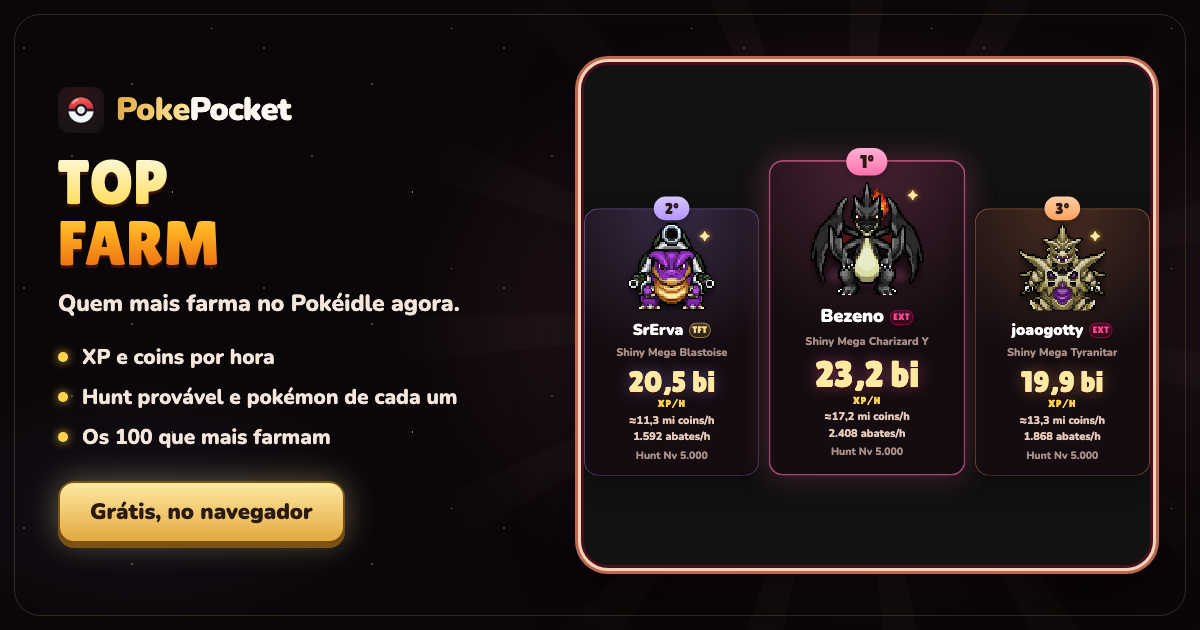 PokePocket
TOP
FARM
Quem mais farma no Pokéidle agora.
XP e coins por hora
Hunt provável e pokémon de cada um
Os 100 que mais farmam
Grátis, no navegador
2º
SrErva TFT
Shiny Mega Blastoise
20,5 bi
XP/H
≈11,3 mi coins/h
1.592 abates/h
Hunt Nv 5.000
1º
Bezeno EXT
Shiny Mega Charizard Y
23,2 bi
XP/H
≈17,2 mi coins/h
2.408 abates/h
Hunt Nv 5.000
3º
joaogotty EXT
Shiny Mega Tyranitar
19,9 bi
XP/H
≈13,3 mi coins/h
1.868 abates/h
Hunt Nv 5.000